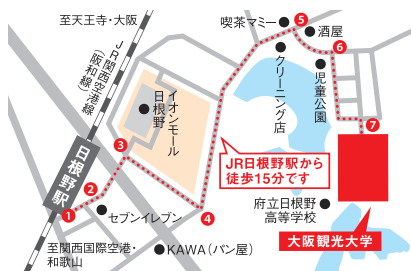 至天王寺・大阪
喫茶マミー
5
酒屋
6
JR関西空港線
(阪和線)
イオンモール
日根野
クリーニング店
児童公園
3
7
JR日根野駅から
徒歩15分です
日根野駅
2
1
セブンイレブン
4
府立日根野
高等学校
大阪観光大学
至関西国際空港・
和歌山
KAWA(パン屋)